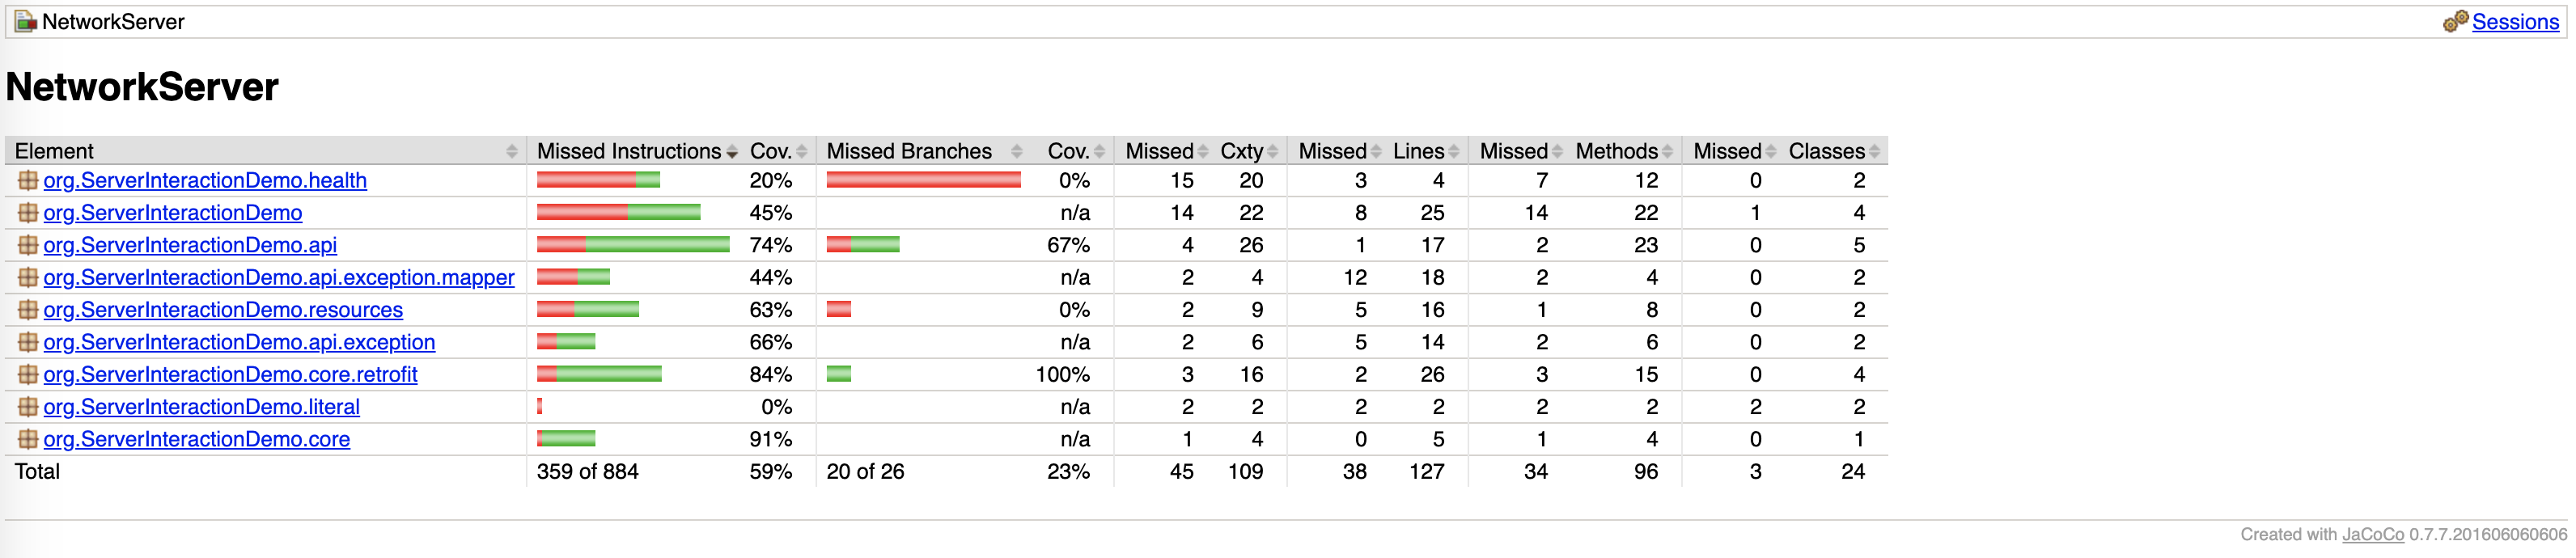 NetworkServer Sessions
NetworkServer
Element Missed Instructions Cov. Missed Branches Cov. Missed Cxty Missed Lines Missed Methods Missed Classes
org.ServerInteractionDemo.health 20% 0% 15 20 3 4 7 12 0 2
org.ServerInteractionDemo 45% n/a 14 22 8 25 14 22 1 4
org.ServerInteractionDemo.api 74% 67% 4 26 1 17 2 23 0 5
org.ServerInteractionDemo.api.exception.mapper 44% n/a 2 4 12 18 2 4 0 2
org.ServerInteractionDemo.resources 63% 0% 2 9 5 16 1 8 0 2
org.ServerInteractionDemo.api.exception 66% n/a 2 6 5 14 2 6 0 2
org.ServerInteractionDemo.core.retrofit 84% 100% 3 16 2 26 3 15 0 4
org.ServerInteractionDemo.literal 0% n/a 2 2 2 2 2 2 2 2
org.ServerInteractionDemo.core 91% n/a 1 4 0 5 1 4 0 1
Total 359 of 884 59% 20 of 26 23% 45 109 38 127 34 96 3 24
Created with JaCoCo 0.7.7.201606060606